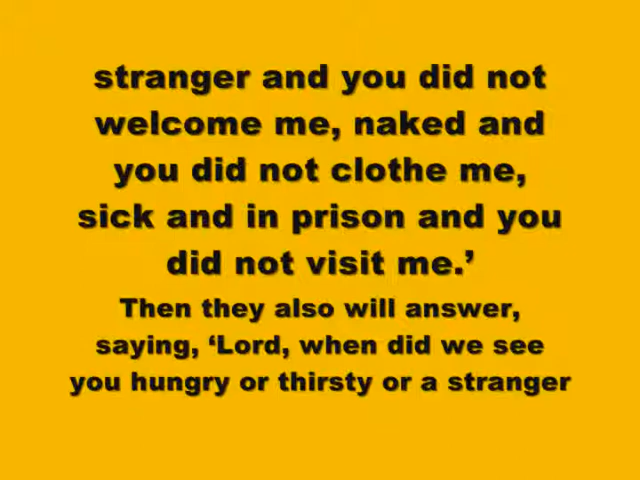 stranger and you did not
welcome me, naked and
you did not clothe me,
sick and in prison and you
did not visit me.’
Then they also will answer,
saying, ‘Lord, when did we see
you hungry or thirsty or a stranger